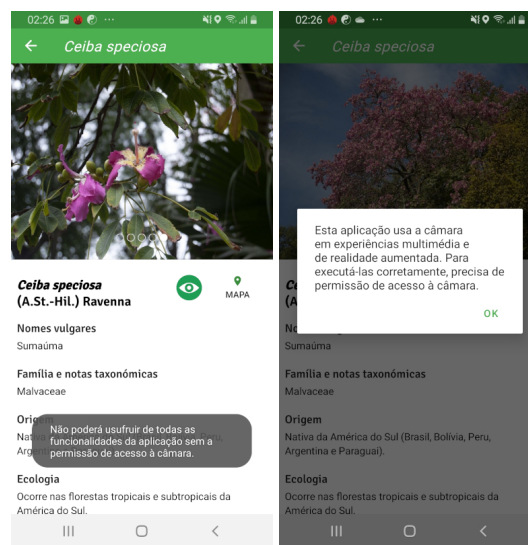 02:26
Ceiba speciosa
Ceiba speciosa
(A.St.-Hil.) Ravenna
MAPA
Nomes vulgares
Sumaúma
Família e notas taxonómicas
Malvaceae
Origem
Não poderá usufruir de todas as
funcionalidades da aplicação sem a
permissão de acesso à câmara.
Ecologia
Ocorre nas florestas tropicais e subtropicais da
América do Sul.
02:26
Ceiba speciosa
Esta aplicação usa a câmara
em experiências multimédia e
de realidade aumentada. Para
executá-las corretamente, precisa de
permissão de acesso à câmara.
OK
Sumaúma
Família e notas taxonómicas
Malvaceae
Origem
Nativa da América do Sul (Brasil, Bolívia, Peru,
Argentina e Paraguai).
Ecologia
Ocorre nas florestas tropicais e subtropicais da
América do Sul.